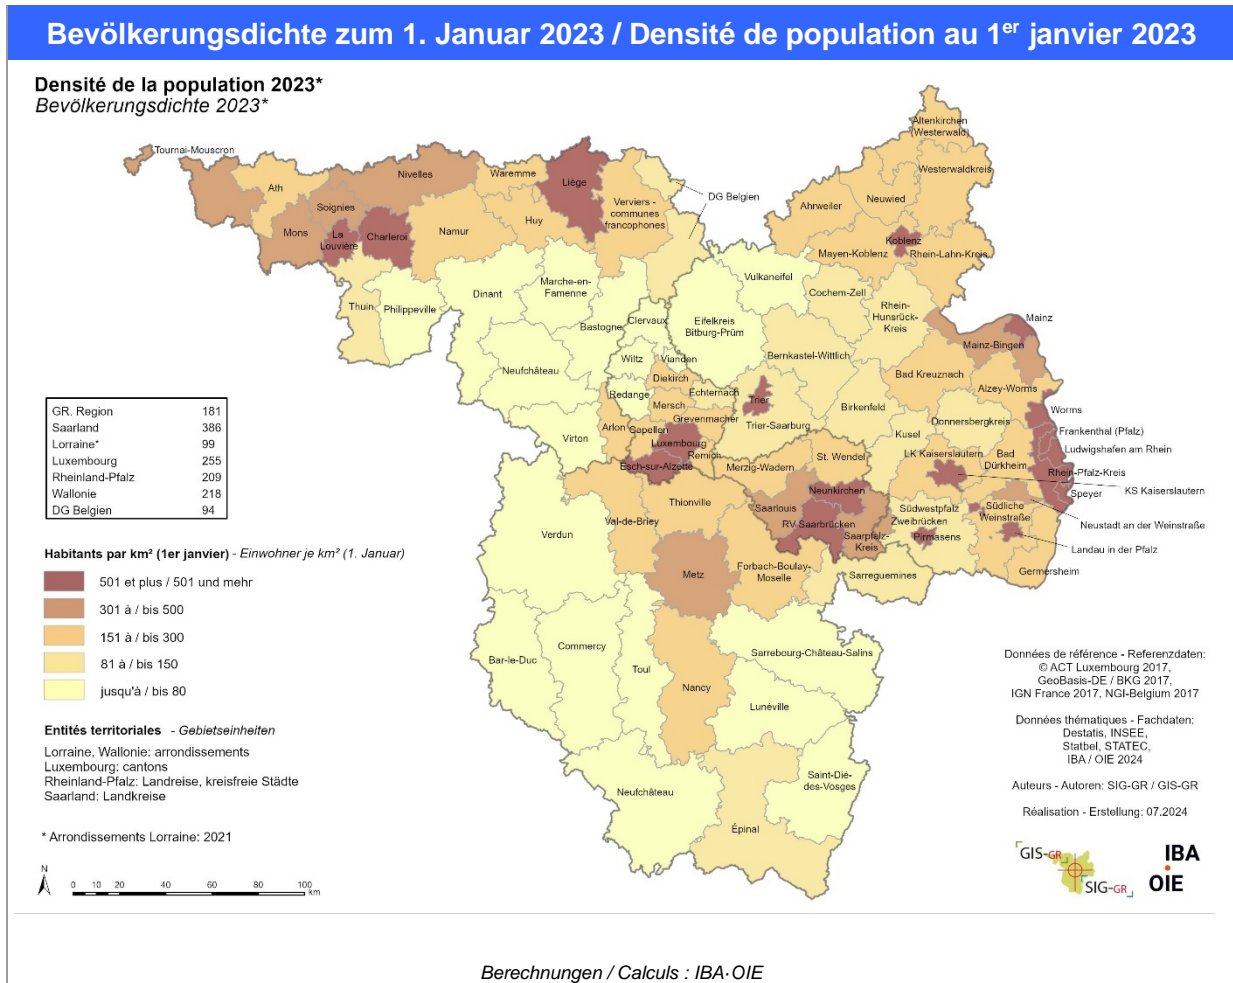 Bevölkerungsdichte zum 1. Januar 2023 / Densité de population au 1er janvier 2023
Densité de la population 2023*
Bevölkerungsdichte 2023*
Tournai-Mouscron
Ath
Soignies
Nivelles
Mons
La
Louvière
Charleroi
Namur
Waremme
Huy
Liège
Verviers -
communes
francophones
DG Belgien
Thuin
Philippeville
Dinant
Marche-en-
Famenne
Bastogne
Neufchâteau
Virton
Arlon
Clervaux
Wiltz
Vianden
Diekirch
Redange
Echternach
Mersch
Grevenmacher
Capellen
Luxembourg
Remich
Esch-sur-Alzette
Altenkirchen
(Westerwald)
Westerwaldkreis
Neuwied
Ahrweiler
Koblenz
Mayen-Koblenz
Rhein-Lahn-Kreis
Vulkaneifel
Cochem-Zell
Rhein-
Hunsrück-
Kreis
Eifelkreis
Bitburg-Prüm
Bernkastel-Wittlich
Mainz
Mainz-Bingen
Bad Kreuznach
Alzey-Worms
Trier
Trier-Saarburg
Birkenfeld
Worms
Donnersbergkreis
Frankenthal (Pfalz)
Kusel
Ludwigshafen am Rhein
LK Kaiserslautern
Bad
Dürkheim
Rhein-Pfalz-Kreis
Speyer
KS Kaiserslautern
Merzig-Wadern
St. Wendel
Neunkirchen
Saarlouis
RV Saarbrücken
Saarpfalz-
Kreis
Südwestpfalz
Zweibrücken
Pirmasens
Südliche
Weinstraße
Neustadt an der Weinstraße
Landau in der Pfalz
Germersheim
Thionville
Val-de-Briey
Verdun
Metz
Forbach-Boulay-
Moselle
Sarreguemines
Bar-le-Duc
Commercy
Toul
Nancy
Sarrebourg-Château-Salins
Lunéville
Neufchâteau
Saint-Dié-
des-Vosges
Épinal
GR. Region 181
Saarland 386
Lorraine* 99
Luxembourg 255
Rheinland-Pfalz 209
Wallonie 218
DG Belgien 94
Habitants par km² (1er janvier) - Einwohner je km² (1. Januar)
501 et plus / 501 und mehr
301 à / bis 500
151 à / bis 300
81 à / bis 150
jusqu'à / bis 80
Entités territoriales - Gebietseinheiten
Lorraine, Wallonie: arrondissements
Luxembourg: cantons
Rheinland-Pfalz: Landreise, kreisfreie Städte
Saarland: Landkreise
* Arrondissements Lorraine: 2021
N
0 10 20 40 60 80 100
km
Données de référence - Referenzdaten:
© ACT Luxembourg 2017,
GeoBasis-DE / BKG 2017,
IGN France 2017, NGI-Belgium 2017
Données thématiques - Fachdaten:
Destatis, INSEE,
Statbel, STATEC,
IBA / OIE 2024
Auteurs - Autoren: SIG-GR / GIS-GR
Réalisation - Erstellung: 07.2024
GIS-GR
SIG-GR
IBA
OIE
Berechnungen / Calculs : IBA·OIE